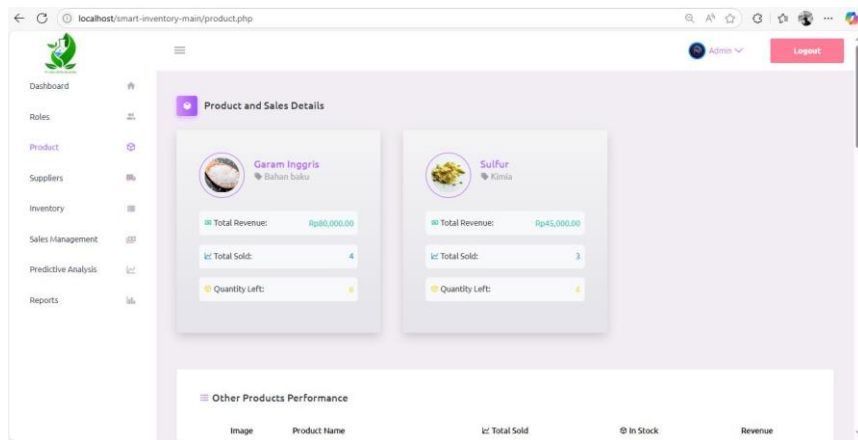 localhost/smart-inventory-main/product.php
Admin
Logout
Dashboard
Roles
Product
Suppliers
Inventory
Sales Management
Predictive Analysis
Reports
Product and Sales Details
Garam Inggris
Bahan baku
Total Revenue: Rp80,000.00
Total Sold: 4
Quantity Left:
Sulfur
Kimia
Total Revenue: Rp45,000.00
Total Sold: 3
Quantity Left:
Other Products Performance
Image Product Name Total Sold In Stock Revenue